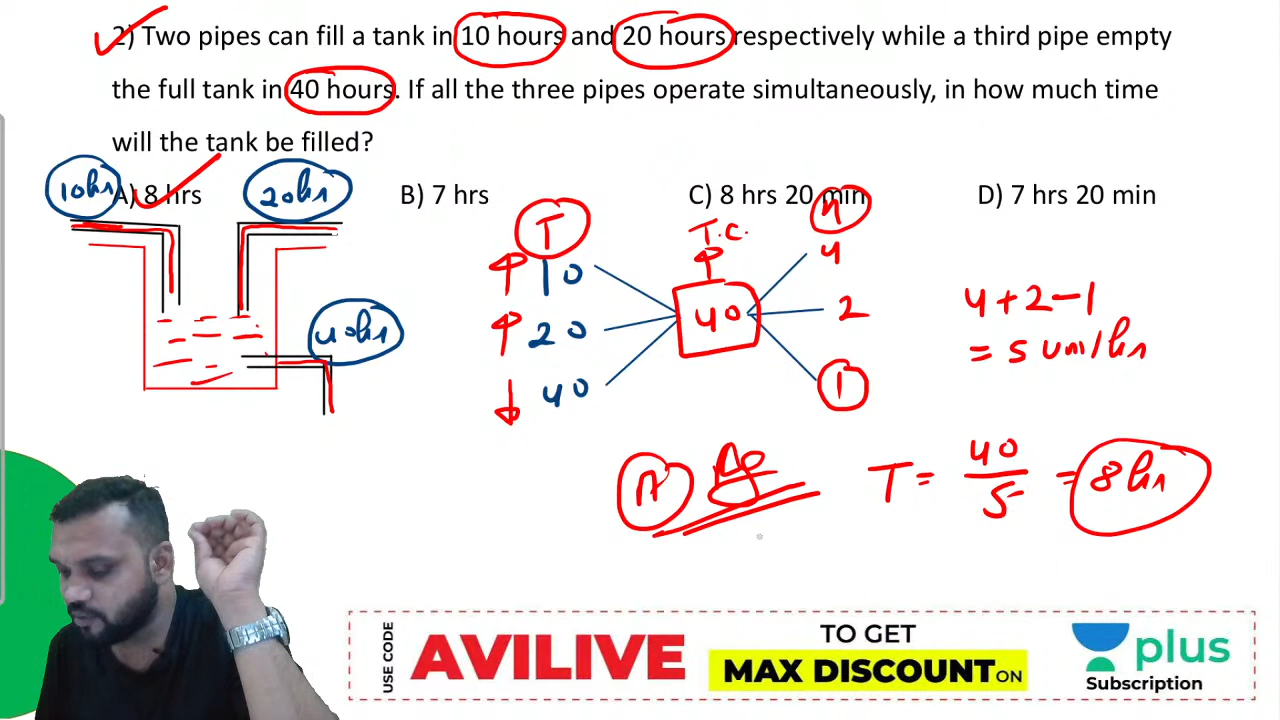 2) Two pipes can fill a tank in 10 hours and 20 hours respectively while a third pipe empty
the full tank in 40 hours. If all the three pipes operate simultaneously, in how much time
will the tank be filled?
A) 8 hrs B) 7 hrs C) 8 hrs 20 min D) 7 hrs 20 min
10hr 20hr
40hr
T T.C. η
10 40 4
20 2
40 1
4+2-1
= 5 unit/hr
A
T = 40/5 = 8hr
USE CODE
AVILIVE
TO GET
MAX DISCOUNT ON
plus
Subscription